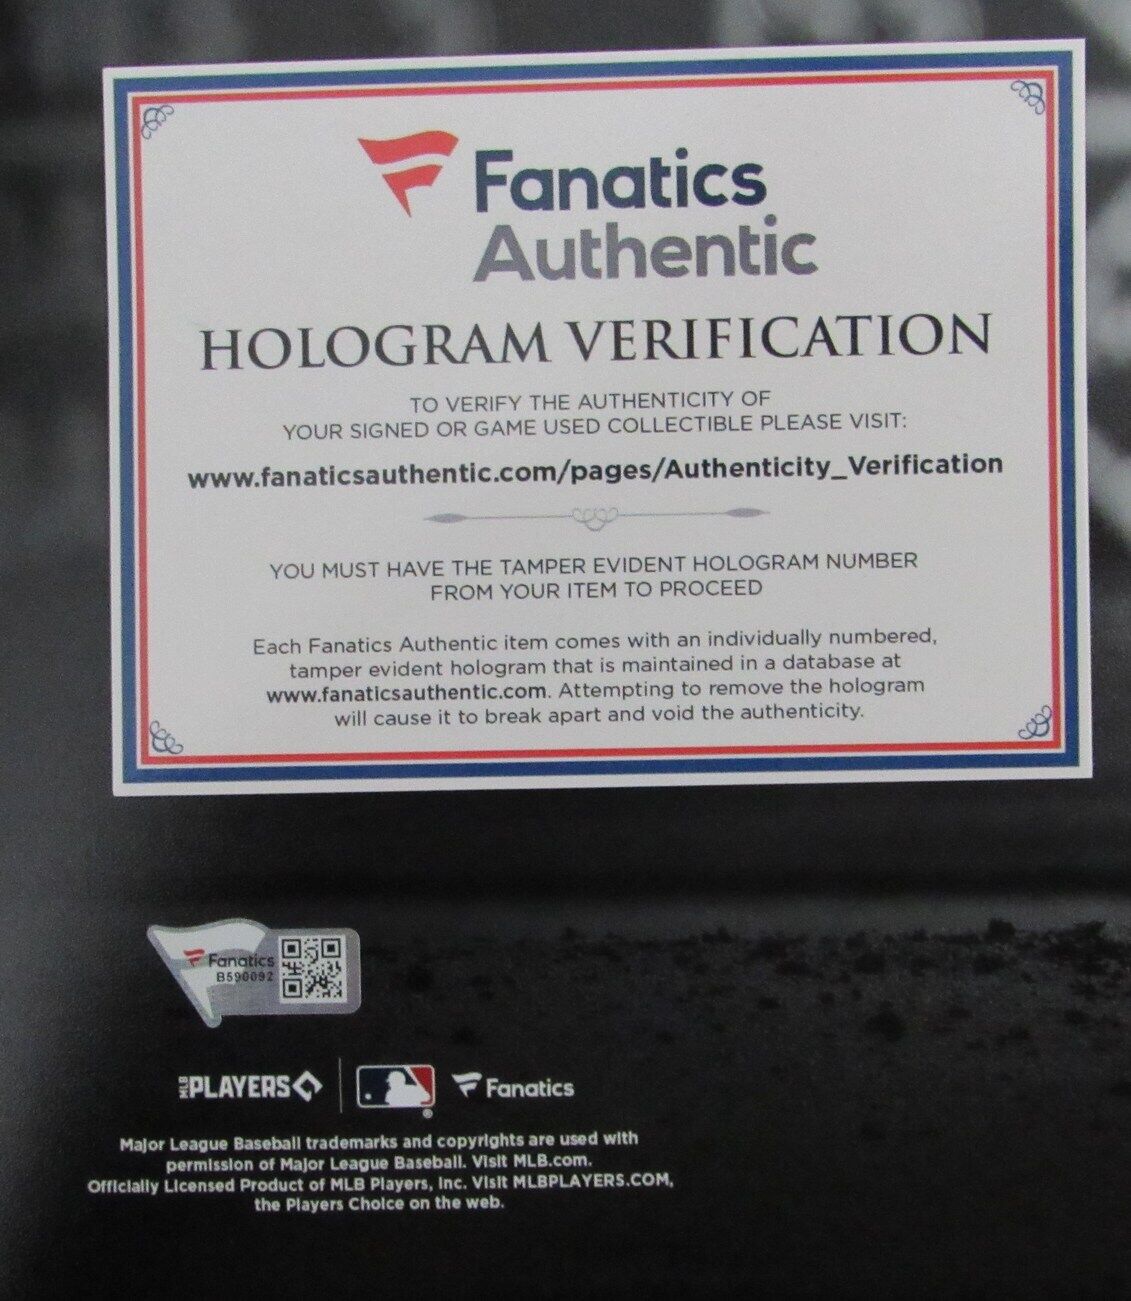 Fanatics
Authentic
HOLOGRAM VERIFICATION
TO VERIFY THE AUTHENTICITY OF
YOUR SIGNED OR GAME USED COLLECTIBLE PLEASE VISIT:
www.fanaticsauthentic.com/pages/Authenticity_Verification
YOU MUST HAVE THE TAMPER EVIDENT HOLOGRAM NUMBER
FROM YOUR ITEM TO PROCEED
Each Fanatics Authentic item comes with an individually numbered,
tamper evident hologram that is maintained in a database at
www.fanaticsauthentic.com. Attempting to remove the hologram
will cause it to break apart and void the authenticity.
Fanatics
B590092
MLB PLAYERS
Fanatics
Major League Baseball trademarks and copyrights are used with
permission of Major League Baseball. Visit MLB.com.
Officially Licensed Product of MLB Players, Inc. Visit MLBPLAYERS.COM,
the Players Choice on the web.